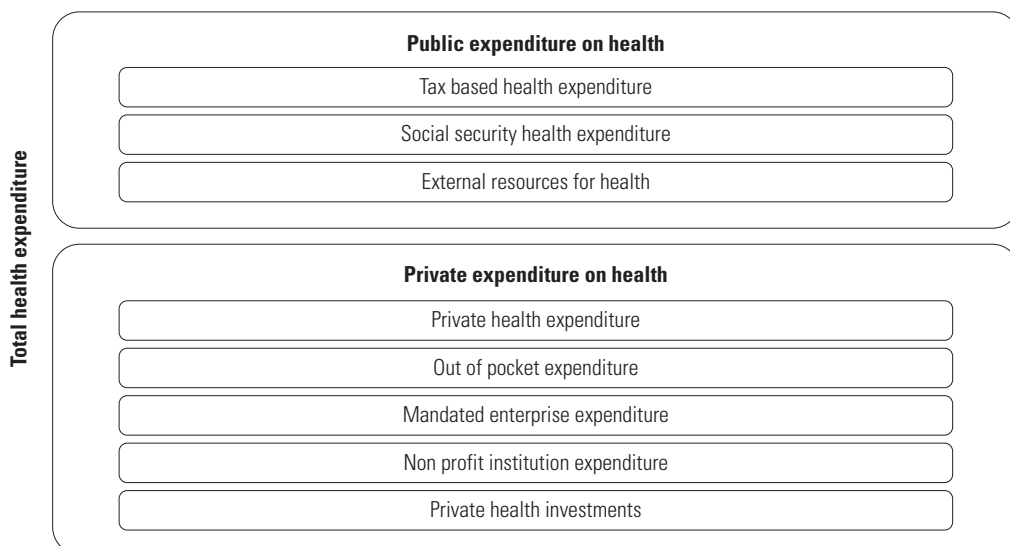 Total health expenditure
Public expenditure on health
Tax based health expenditure
Social security health expenditure
External resources for health
Private expenditure on health
Private health expenditure
Out of pocket expenditure
Mandated enterprise expenditure
Non profit institution expenditure
Private health investments